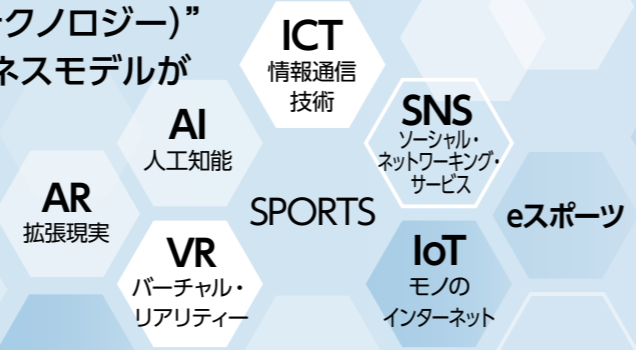 クノロジー)”
ネスモデルが
ICT
情報通信
技術
SNS
ソーシャル・
ネットワーキング・
サービス
AI
人工知能
AR
拡張現実
SPORTS
eスポーツ
VR
バーチャル・
リアリティー
IoT
モノの
インターネット